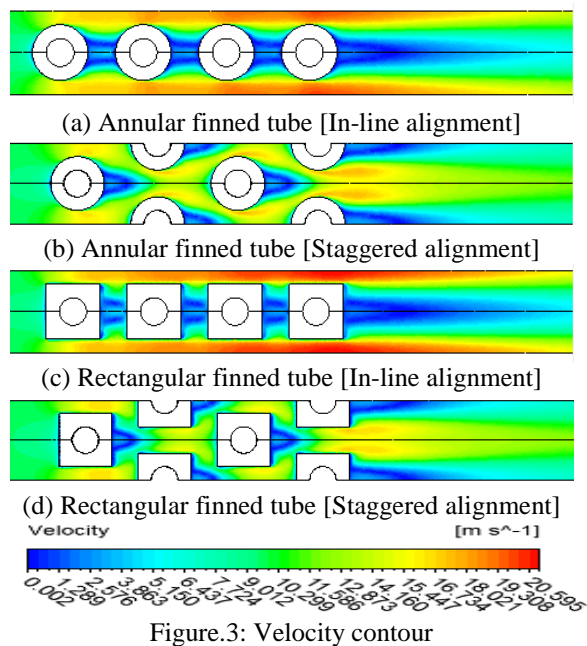 (a) Annular finned tube [In-line alignment]
(b) Annular finned tube [Staggered alignment]
(c) Rectangular finned tube [In-line alignment]
(d) Rectangular finned tube [Staggered alignment]
Velocity [m s^-1]
0.002 1.289 2.576 3.863 5.150 6.437 7.724 9.012 10.299 11.586 12.873 14.160 15.447 16.734 18.021 19.308 20.595
Figure.3: Velocity contour